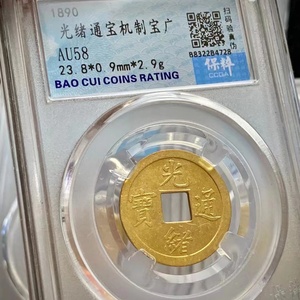 1890
光绪通宝机制宝广
AU58
23.8*0.9mm*2.9g
BAO CUI COINS RATING
扫码验真伪
B8322B4728
保粹
CCGA
光
寶 通
緒